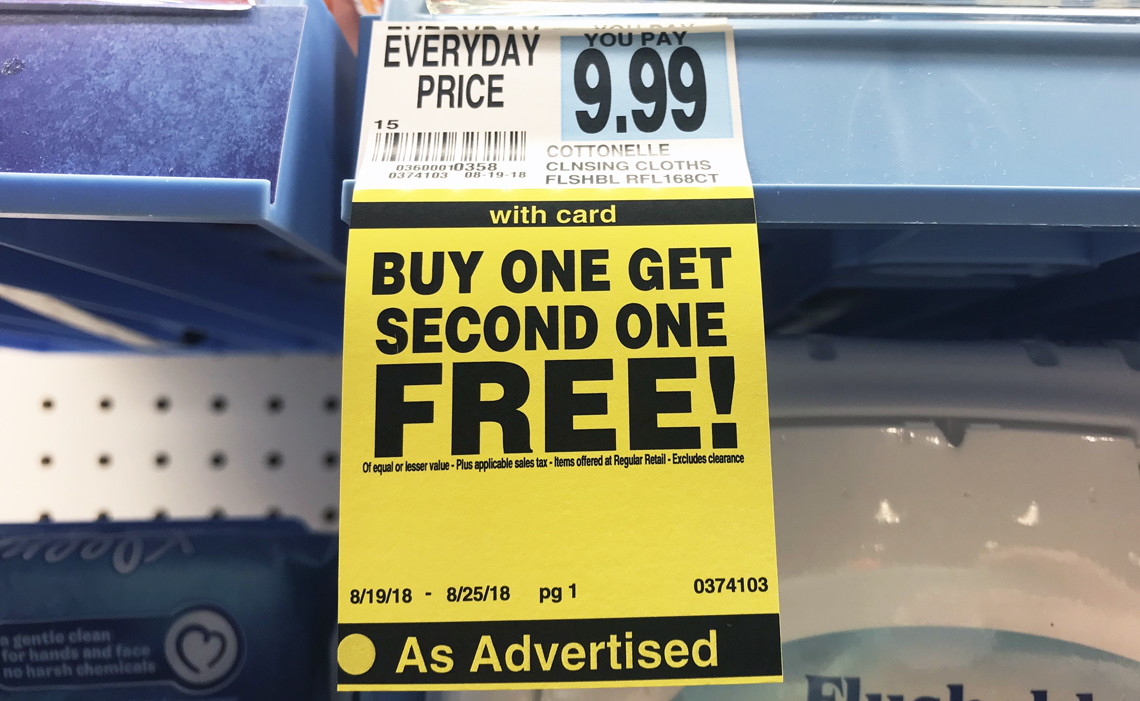 EVERYDAY
PRICE
YOU PAY
9.99
15
03600010358
0374103 08-19-18
COTTONELLE
CLNSING CLOTHS
FLSHBL RFL168CT
with card
BUY ONE GET
SECOND ONE
FREE!
Of equal or lesser value - Plus applicable sales tax - Items offered at Regular Retail - Excludes clearance
8/19/18 - 8/25/18 pg 1 0374103
As Advertised
a gentle clean
for hands and face
no harsh chemicals